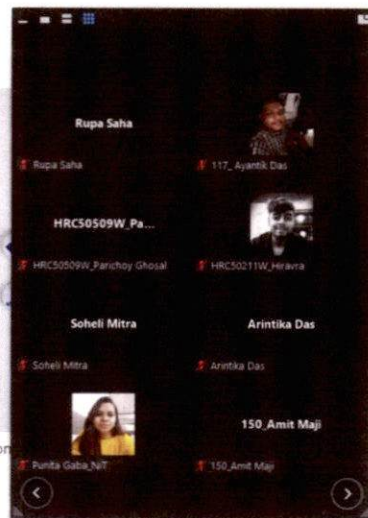 Rupa Saha
Rupa Saha
117_ Ayantik Das
HRC50509W_Pa...
HRC50509W_Parichoy Ghosal
HRC50211W_Hiravra
Soheli Mitra
Soheli Mitra
Arintika Das
Arintika Das
Punita Gaba_NIT
150_Amit Maji
150_Amit Maji